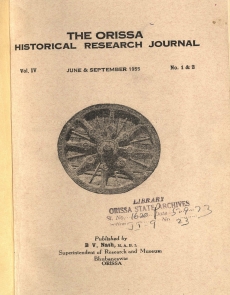 THE ORISSA
HISTORICAL RESEARCH JOURNAL
Vol. IV JUNE & SEPTEMBER 1955 No. 1 & 2
LIBRARY
ORISSA STATE ARCHIVES
Published by
Superintendent of Research and Museum
Bhubaneswar
ORISSA